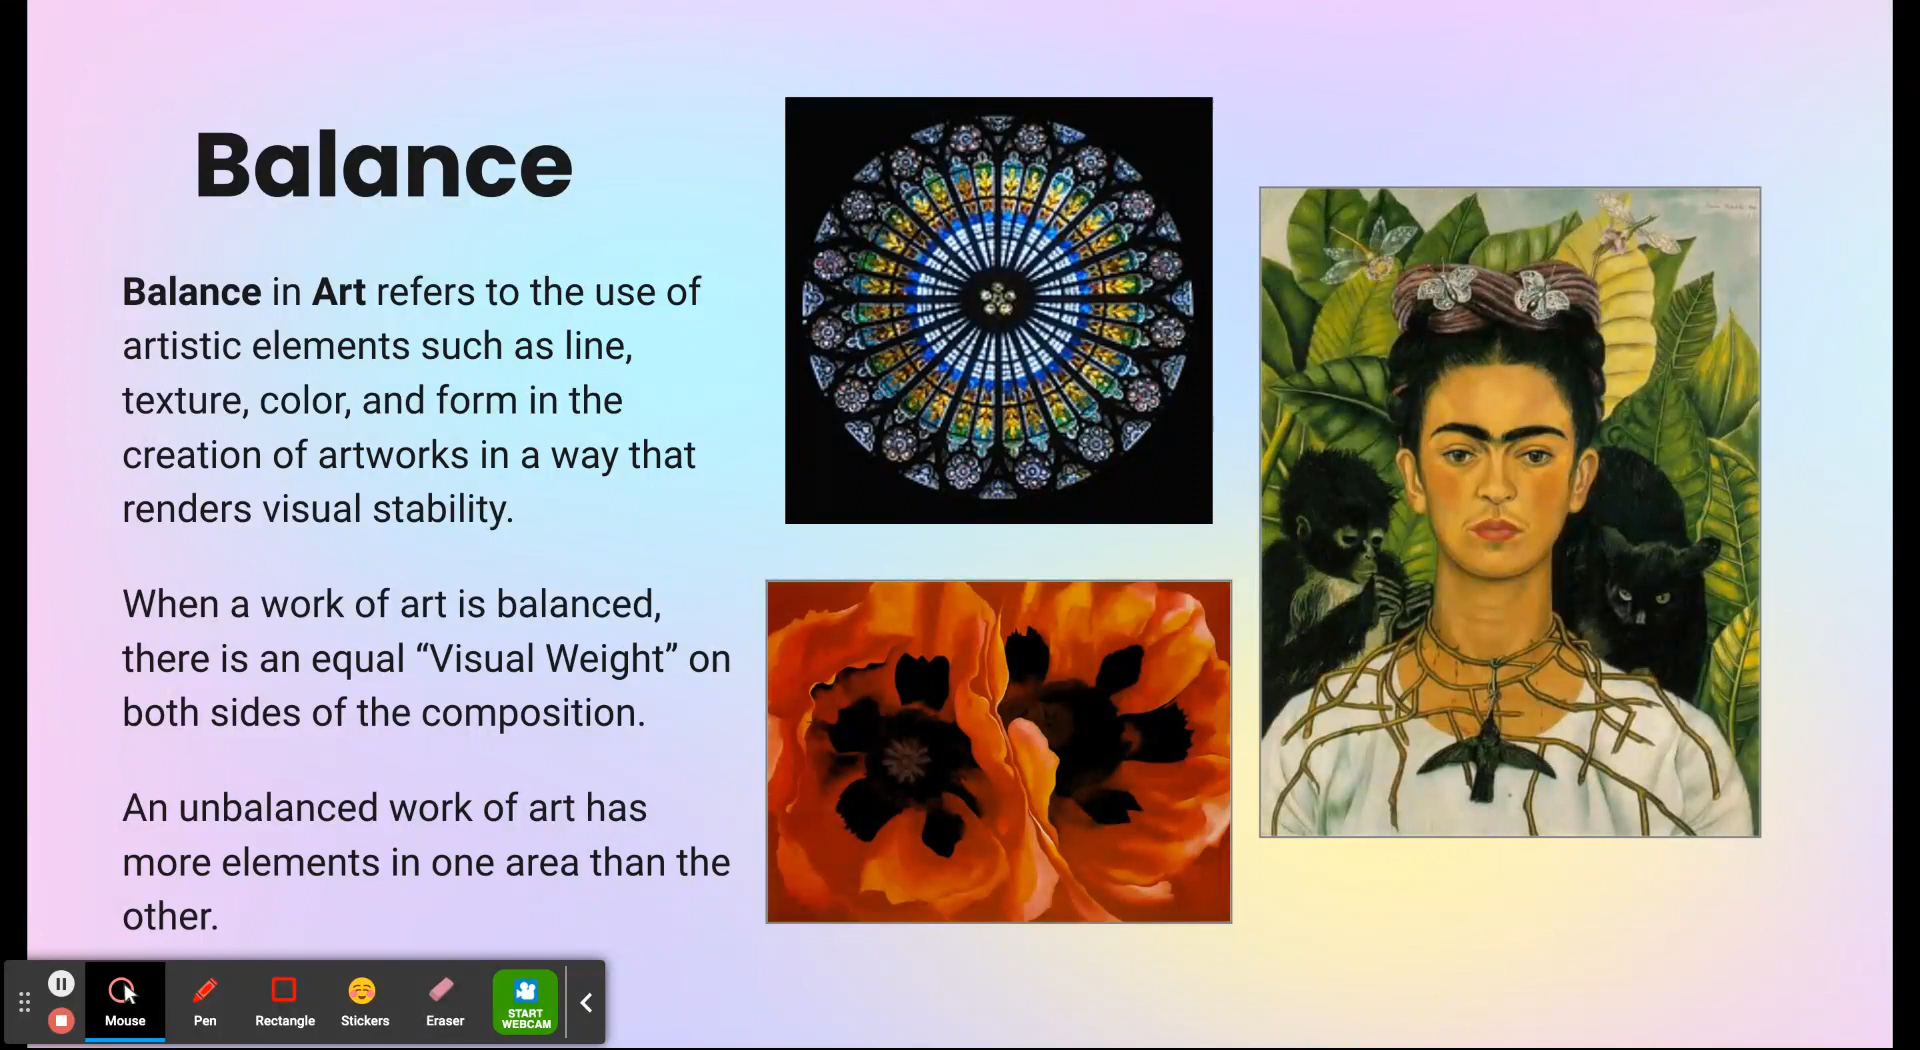 Balance
Balance in Art refers to the use of
artistic elements such as line,
texture, color, and form in the
creation of artworks in a way that
renders visual stability.
When a work of art is balanced,
there is an equal “Visual Weight” on
both sides of the composition.
An unbalanced work of art has
more elements in one area than the
other.
Mouse
Pen
Rectangle
Stickers
Eraser
START
WEBCAM